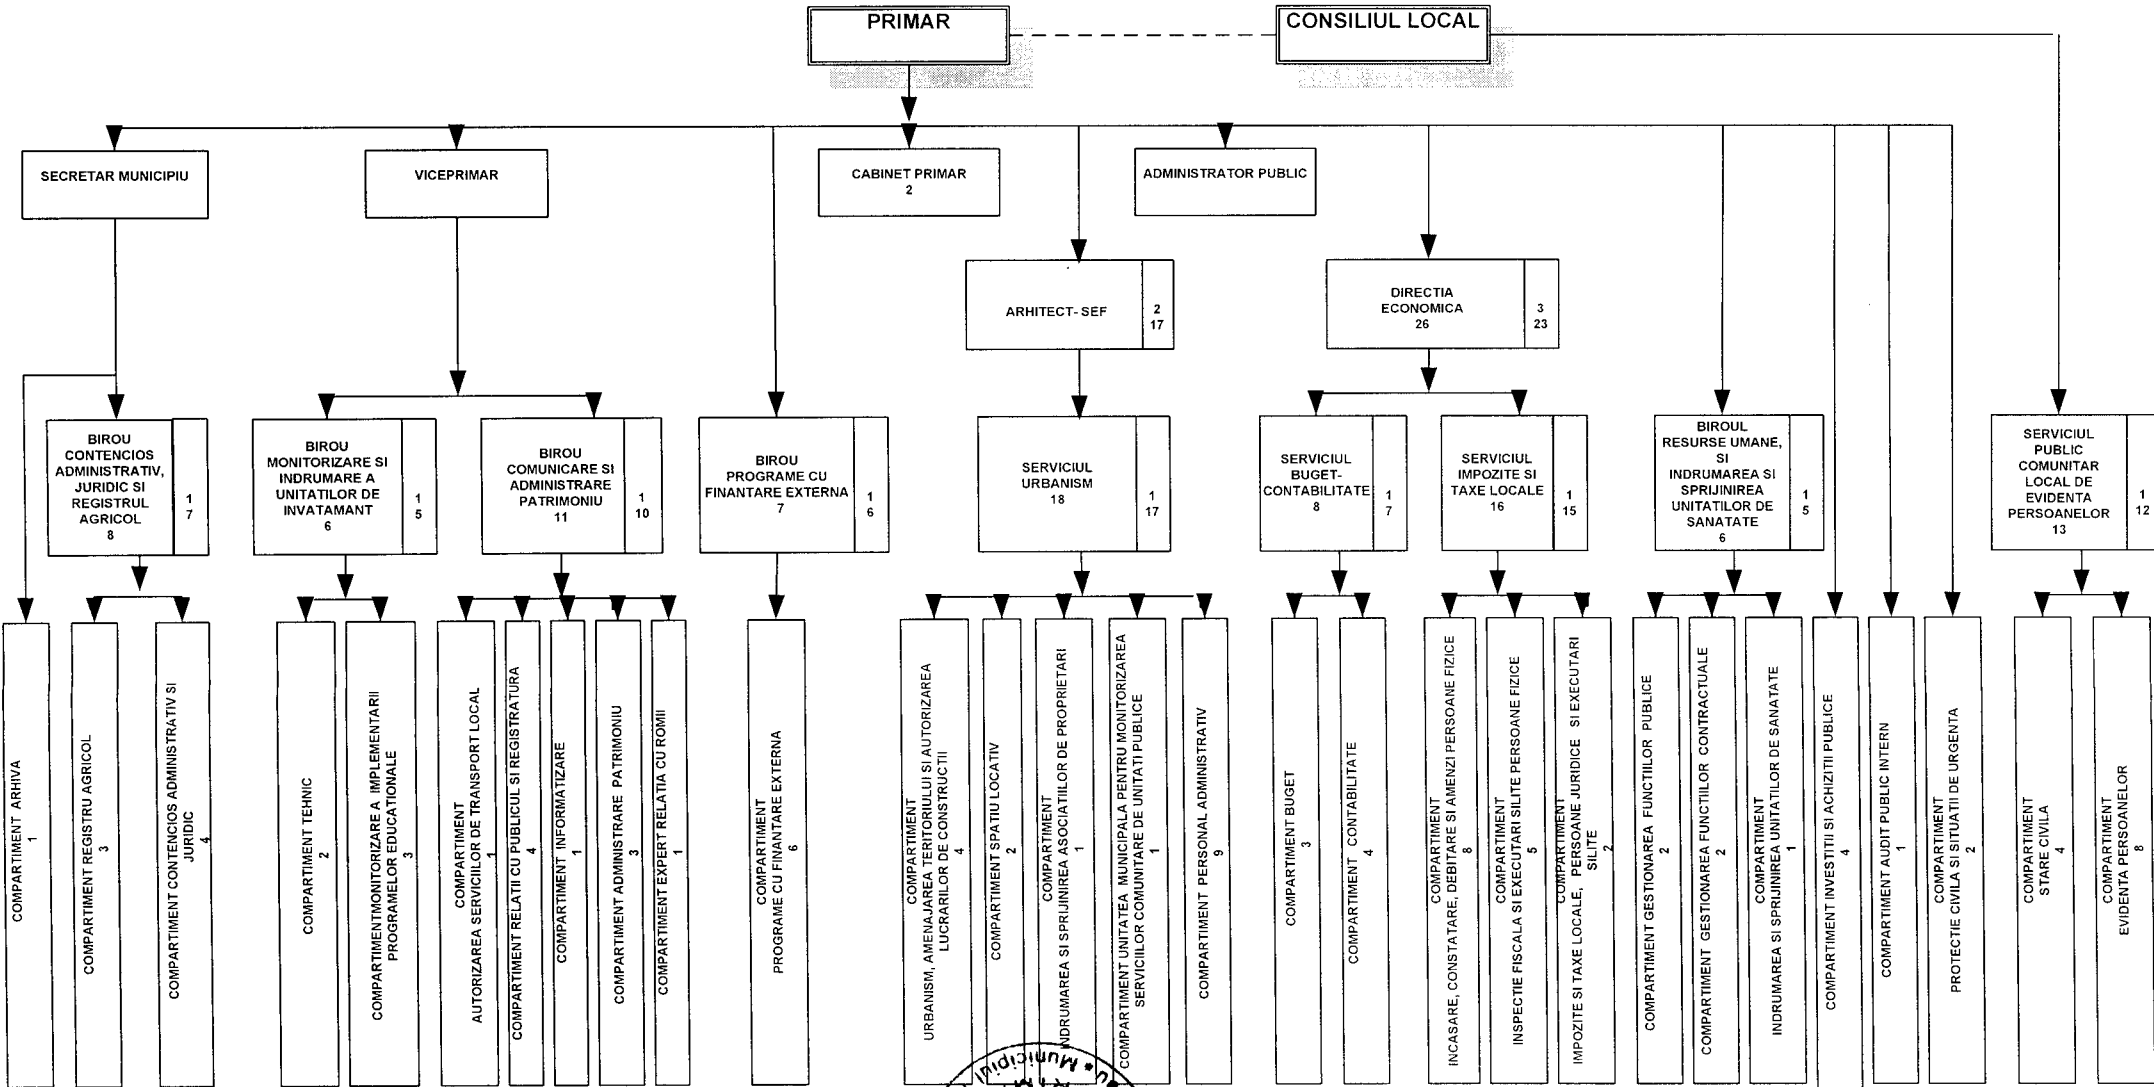 PRIMAR
CONSILIUL LOCAL
SECRETAR MUNICIPIU
VICEPRIMAR
CABINET PRIMAR
2
ADMINISTRATOR PUBLIC
ARHITECT- SEF
2
17
DIRECTIA
ECONOMICA
26
3
23
BIROU
CONTENCIOS
ADMINISTRATIV,
JURIDIC SI
REGISTRUL
AGRICOL
8
1
7
BIROU
MONITORIZARE SI
INDRUMARE A
UNITATILOR DE
INVATAMANT
6
1
5
BIROU
COMUNICARE SI
ADMINISTRARE
PATRIMONIU
11
1
10
BIROU
PROGRAME CU
FINANTARE EXTERNA
7
1
6
SERVICIUL
URBANISM
18
1
17
SERVICIUL
BUGET-
CONTABILITATE
8
1
7
SERVICIUL
IMPOZITE SI
TAXE LOCALE
16
1
15
BIROUL
RESURSE UMANE,
SI
INDRUMAREA SI
SPRIJINIREA
UNITATILOR DE
SANATATE
6
1
5
SERVICIUL
PUBLIC
COMUNITAR
LOCAL DE
EVIDENTA
PERSOANELOR
13
1
12
COMPARTIMENT ARHIVA
1
COMPARTIMENT REGISTRU AGRICOL
3
COMPARTIMENT CONTENCIOS ADMINISTRATIV SI
JURIDIC
4
COMPARTIMENT TEHNIC
2
COMPARTIMENTMONITORIZARE A IMPLEMENTARII
PROGRAMELOR EDUCATIONALE
3
COMPARTIMENT
AUTORIZAREA SERVICIILOR DE TRANSPORT LOCAL
1
COMPARTIMENT RELATII CU PUBLICUL SI REGISTRATURA
4
COMPARTIMENT INFORMATIZARE
1
COMPARTIMENT ADMINISTRARE PATRIMONIU
3
COMPARTIMENT EXPERT RELATIA CU ROMII
1
COMPARTIMENT
PROGRAME CU FINANTARE EXTERNA
6
COMPARTIMENT
URBANISM, AMENAJAREA TERITORIULUI SI AUTORIZAREA
LUCRARILOR DE CONSTRUCTII
4
COMPARTIMENT SPATIU LOCATIV
2
COMPARTIMENT
INDRUMAREA SI SPRIJINIREA ASOCIATIILOR DE PROPRIETARI
1
COMPARTIMENT UNITATEA MUNICIPALA PENTRU MONITORIZAREA
SERVICIILOR COMUNITARE DE UNITATI PUBLICE
1
COMPARTIMENT PERSONAL ADMINISTRATIV
9
COMPARTIMENT BUGET
3
COMPARTIMENT CONTABILITATE
4
COMPARTIMENT
INCASARE, CONSTATARE, DEBITARE SI AMENZI PERSOANE FIZICE
8
COMPARTIMENT
INSPECTIE FISCALA SI EXECUTARI SILITE PERSOANE FIZICE
5
COMPARTIMENT
IMPOZITE SI TAXE LOCALE, PERSOANE JURIDICE SI EXECUTARI
SILITE
2
COMPARTIMENT GESTIONAREA FUNCTIILOR PUBLICE
2
COMPARTIMENT GESTIONAREA FUNCTIILOR CONTRACTUALE
2
COMPARTIMENT
INDRUMAREA SI SPRIJINIREA UNITATILOR DE SANATATE
1
COMPARTIMENT INVESTITII SI ACHIZITII PUBLICE
4
COMPARTIMENT AUDIT PUBLIC INTERN
1
COMPARTIMENT
PROTECTIE CIVILA SI SITUATII DE URGENTA
2
COMPARTIMENT
STARE CIVILA
4
COMPARTIMENT
EVIDENTA PERSOANELOR
8
Municipiul